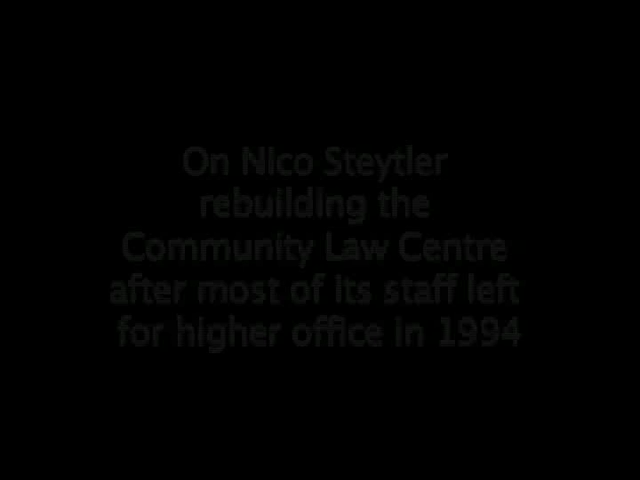 On Nico Steytler
rebuilding the
Community Law Centre
after most of its staff left
for higher office in 1994